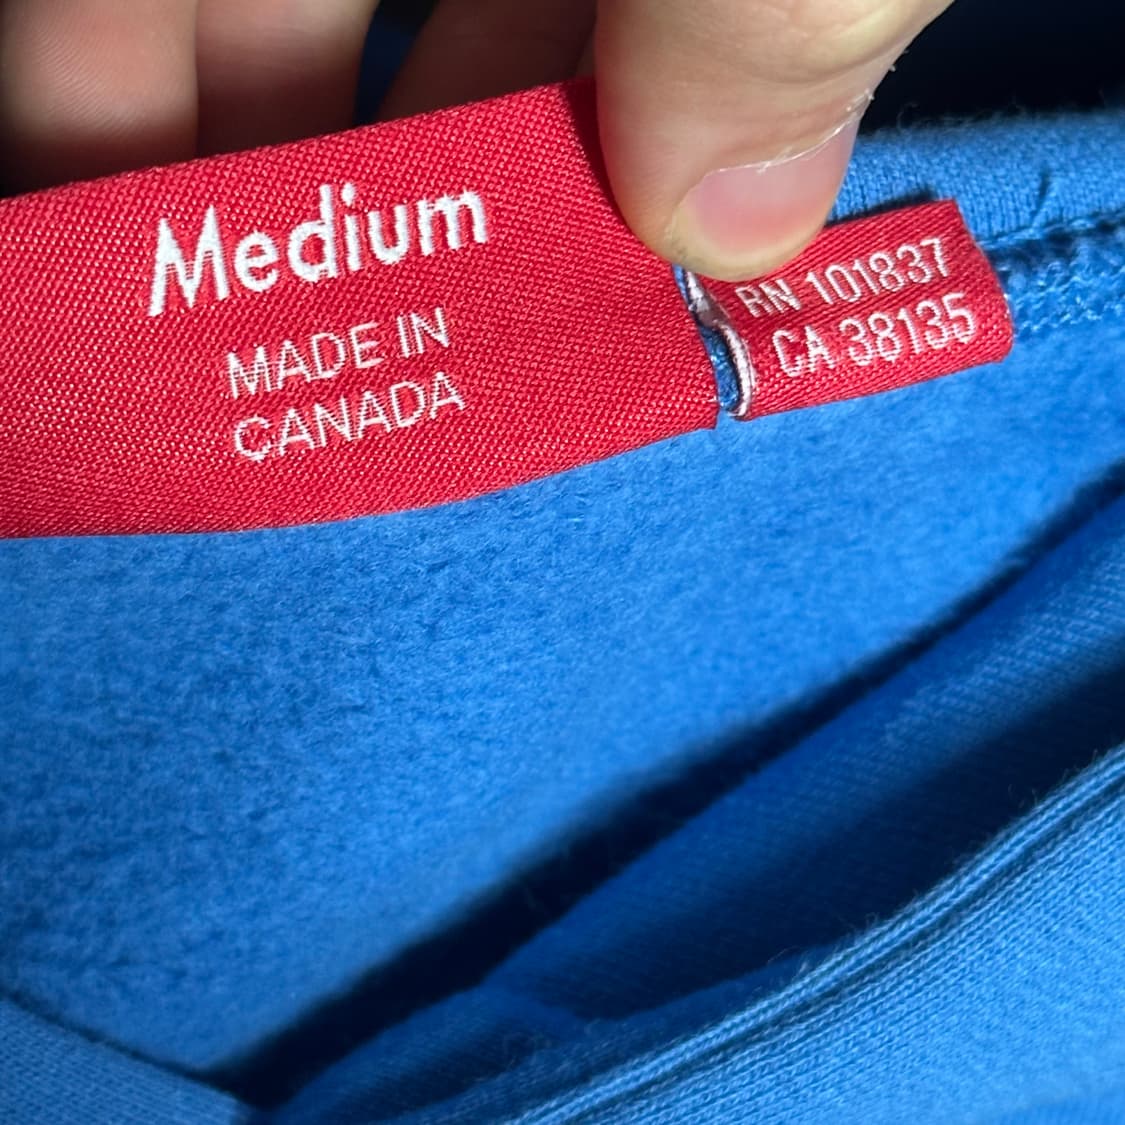 Medium
MADE IN
CANADA
RN 101837
CA 38135